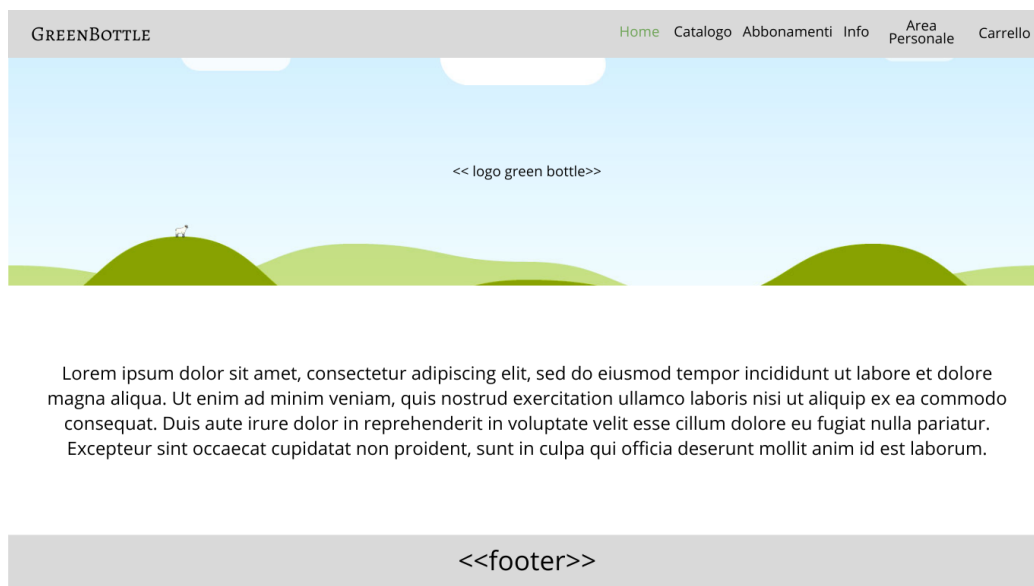 GreenBottle
Home Catalogo Abbonamenti Info Area Personale Carrello
<< logo green bottle>>
Lorem ipsum dolor sit amet, consectetur adipiscing elit, sed do eiusmod tempor incididunt ut labore et dolore
magna aliqua. Ut enim ad minim veniam, quis nostrud exercitation ullamco laboris nisi ut aliquip ex ea commodo
consequat. Duis aute irure dolor in reprehenderit in voluptate velit esse cillum dolore eu fugiat nulla pariatur.
Excepteur sint occaecat cupidatat non proident, sunt in culpa qui officia deserunt mollit anim id est laborum.
<<footer>>